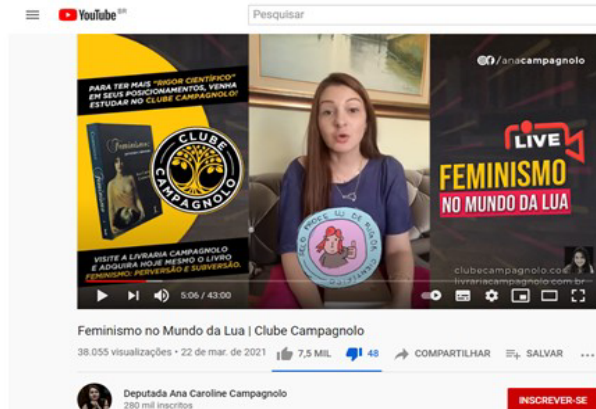 YouTube BR
Pesquisar
PARA TER MAIS "RIGOR CIENTÍFICO"
EM SEUS POSICIONAMENTOS, VENHA
ESTUDAR NO CLUBE CAMPAGNOLO!
/anacampagnolo
Feminismo:
CLUBE
CAMPAGNOLO
LIVE
FEMINISMO
NO MUNDO DA LUA
VISITE A LIVRARIA CAMPAGNOLO
E ADQUIRA HOJE MESMO O LIVRO
FEMINISMO: PERVERSÃO E SUBVERSÃO.
clubecampagnolo.co
livrariacampagnolo.com.br
5:06 / 43:00
Feminismo no Mundo da Lua | Clube Campagnolo
38.055 visualizações • 22 de mar. de 2021
7,5 MIL
48
COMPARTILHAR
SALVAR
Deputada Ana Caroline Campagnolo
280 mil inscritos
INSCREVER-SE